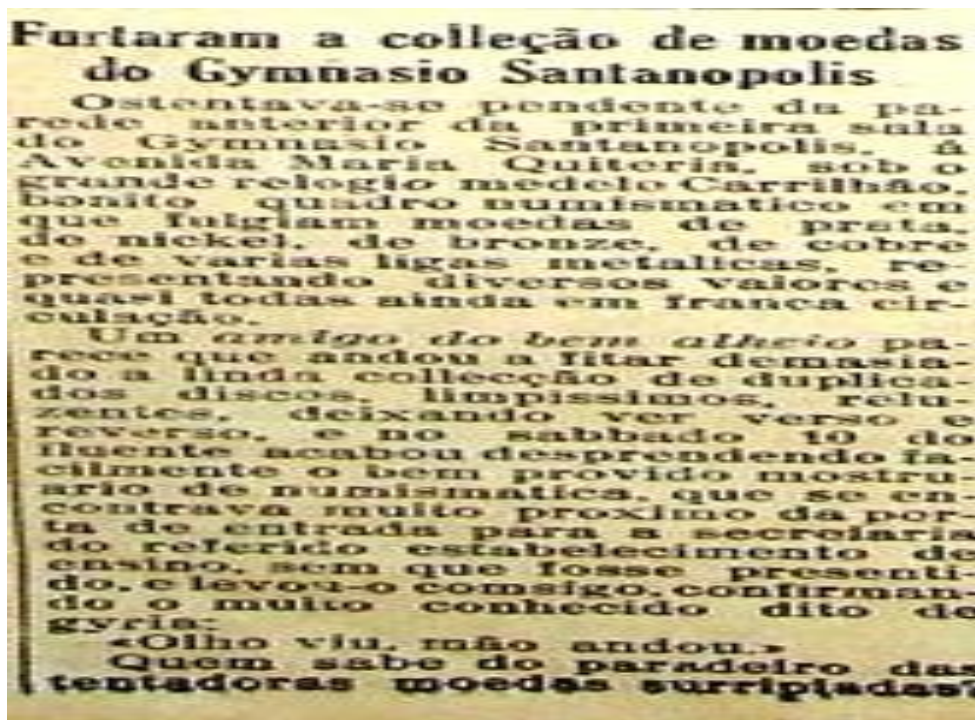 Furtaram a colleção de moedas
do Gymnasio Santanopolis
Ostentava-se pendente da pa-
rede anterior da primeira sala
do Gymnasio Santanopolis, á
Avenida Maria Quiteria, sob o
grande relogio modelo Carrilhão,
bonito quadro numismatico em
que fulgiam moedas de prata,
de nickel, de bronze, de cobre
e de varias ligas metalicas, re-
presentando diversos valores e
quasi todas ainda em franca cir-
culação.
Um amigo do bem alheio pa-
rece que andou a fitar demasia-
do a linda collecção de duplica-
dos discos, limpissimos, relu-
zentes, deixando ver verso e
reverso, e no sabbado 10 do
fluente acabou desprendendo fa-
cilmente o bem provido mostru-
ario de numismatica, que se en-
contrava muito proximo da por-
ta de entrada para a secretaria
do referido estabelecimento de
ensino, sem que fosse presenti-
do, e levou-o comsigo, confirman-
do o muito conhecido dito de
gyria:
«Olho viu, mão andou.»
Quem sabe do paradeiro das
tentadoras moedas surripiadas?